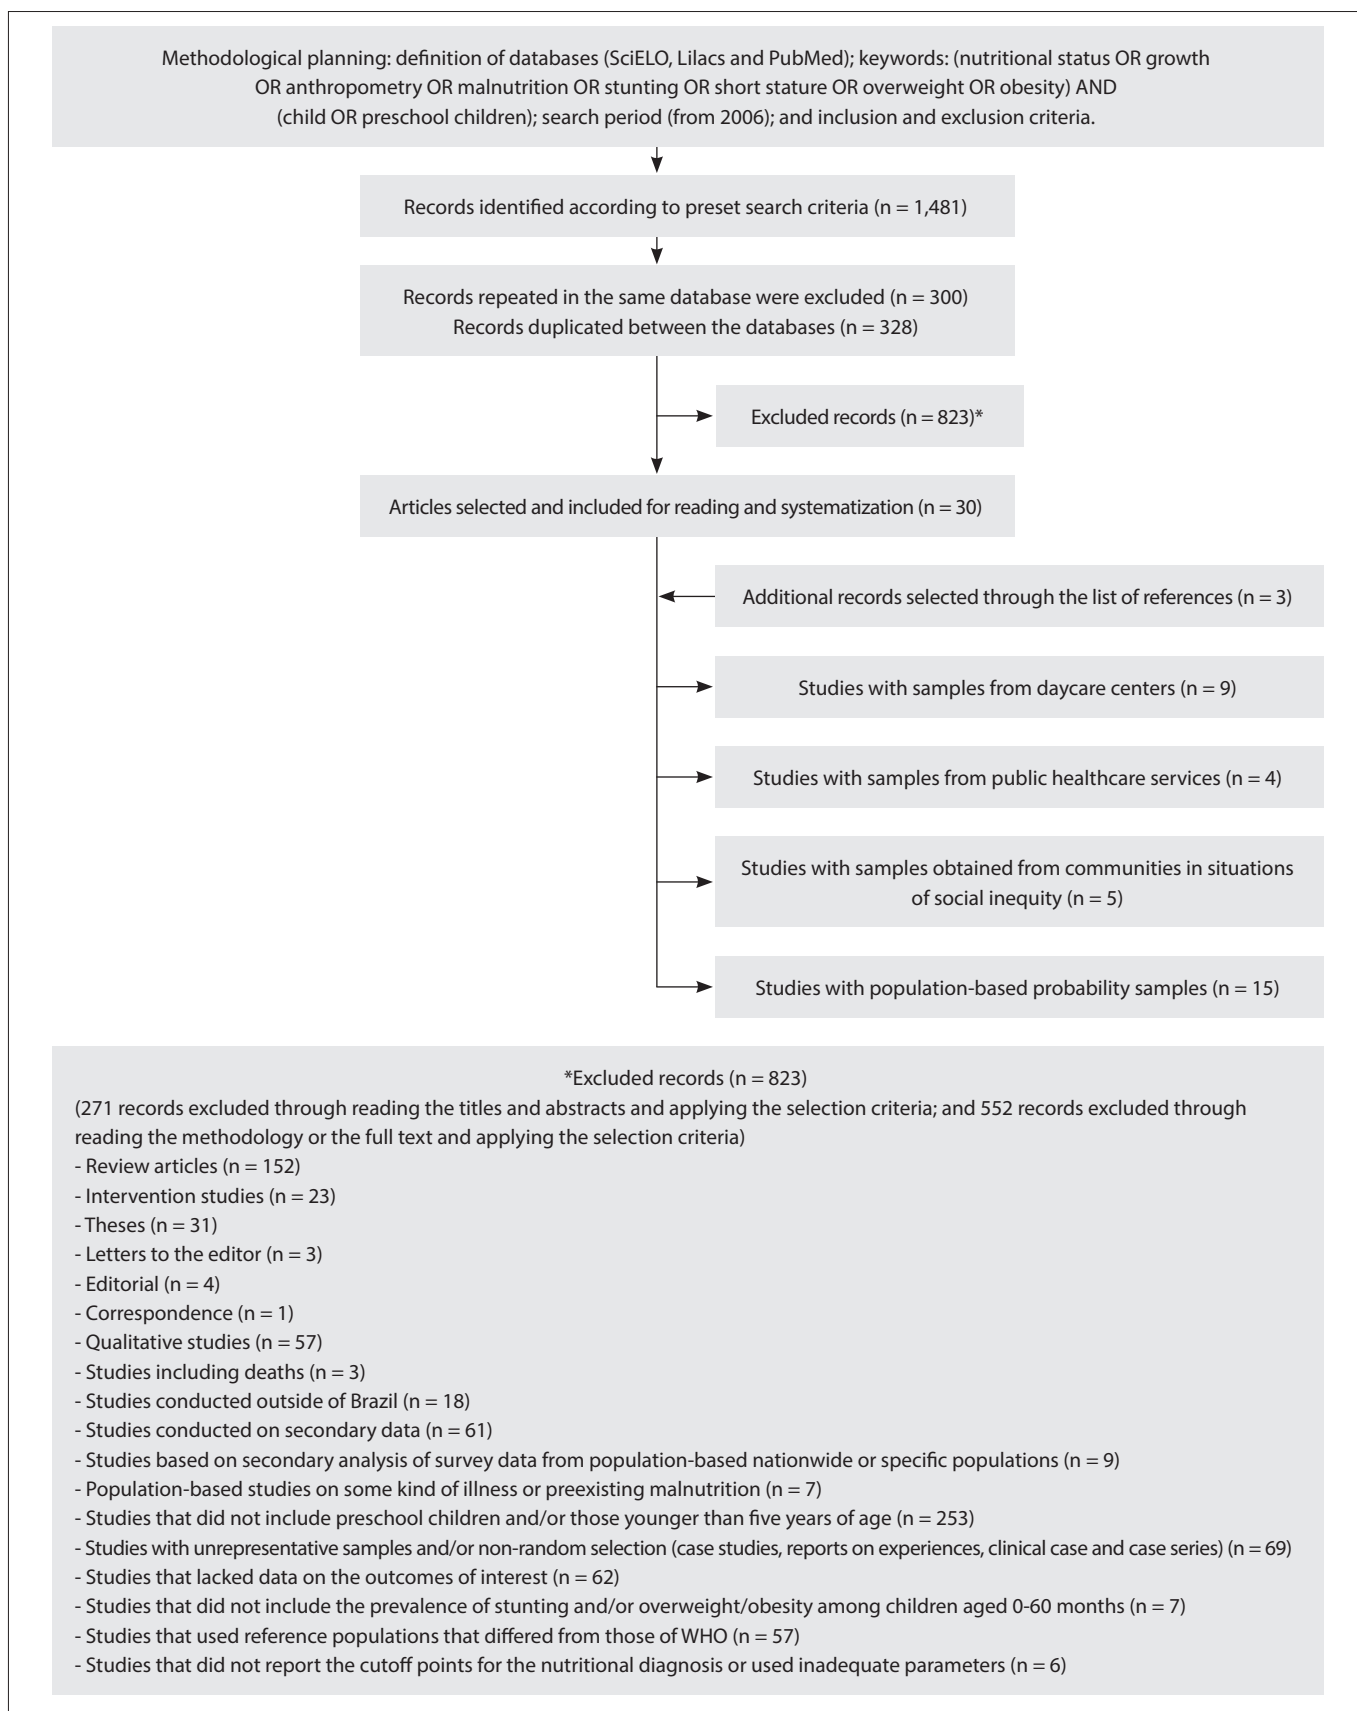 Methodological planning: definition of databases (SciELO, Lilacs and PubMed); keywords: (nutritional status OR growth
OR anthropometry OR malnutrition OR stunting OR short stature OR overweight OR obesity) AND
(child OR preschool children); search period (from 2006); and inclusion and exclusion criteria.
Records identified according to preset search criteria (n = 1,481)
Records repeated in the same database were excluded (n = 300)
Records duplicated between the databases (n = 328)
Excluded records (n = 823)*
Articles selected and included for reading and systematization (n = 30)
Additional records selected through the list of references (n = 3)
Studies with samples from daycare centers (n = 9)
Studies with samples from public healthcare services (n = 4)
Studies with samples obtained from communities in situations
of social inequity (n = 5)
Studies with population-based probability samples (n = 15)
*Excluded records (n = 823)
(271 records excluded through reading the titles and abstracts and applying the selection criteria; and 552 records excluded through
reading the methodology or the full text and applying the selection criteria)
- Review articles (n = 152)
- Intervention studies (n = 23)
- Theses (n = 31)
- Letters to the editor (n = 3)
- Editorial (n = 4)
- Correspondence (n = 1)
- Qualitative studies (n = 57)
- Studies including deaths (n = 3)
- Studies conducted outside of Brazil (n = 18)
- Studies conducted on secondary data (n = 61)
- Studies based on secondary analysis of survey data from population-based nationwide or specific populations (n = 9)
- Population-based studies on some kind of illness or preexisting malnutrition (n = 7)
- Studies that did not include preschool children and/or those younger than five years of age (n = 253)
- Studies with unrepresentative samples and/or non-random selection (case studies, reports on experiences, clinical case and case series) (n = 69)
- Studies that lacked data on the outcomes of interest (n = 62)
- Studies that did not include the prevalence of stunting and/or overweight/obesity among children aged 0-60 months (n = 7)
- Studies that used reference populations that differed from those of WHO (n = 57)
- Studies that did not report the cutoff points for the nutritional diagnosis or used inadequate parameters (n = 6)